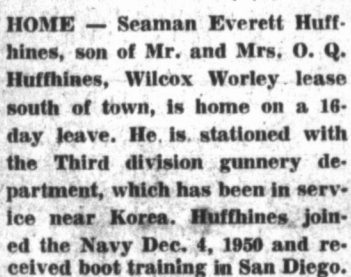 HOME — Seaman Everett Huff-
hines, son of Mr. and Mrs. O. Q.
Huffhines, Wilcox Worley lease
south of town, is home on a 16-
day leave. He is stationed with
the Third division gunnery de-
partment, which has been in serv-
ice near Korea. Huffhines join-
ed the Navy Dec. 4, 1950 and re-
ceived boot training in San Diego.